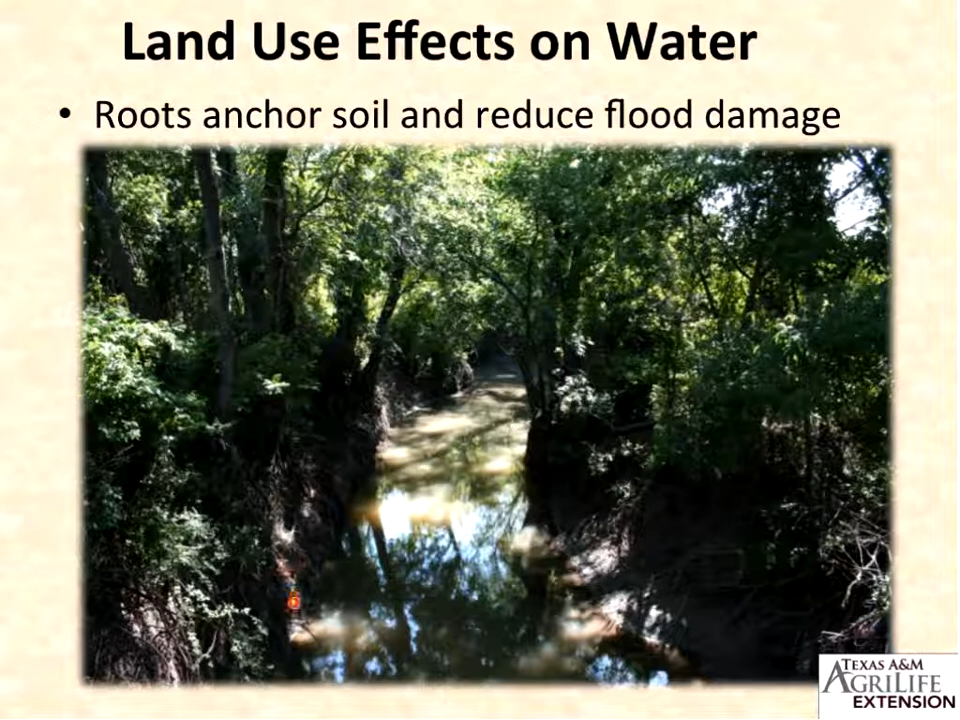 Land Use Effects on Water
• Roots anchor soil and reduce flood damage
TEXAS A&M
AGRILIFE
EXTENSION